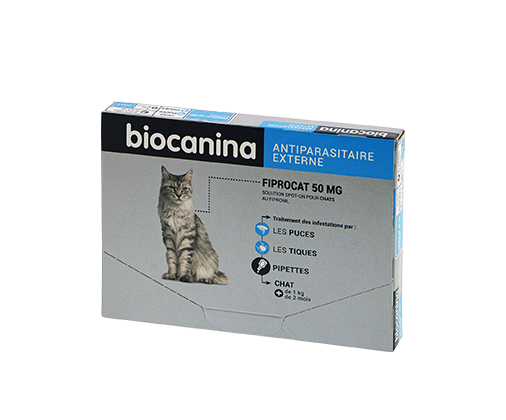 biocanina
biocanina
ANTIPARASITAIRE
EXTERNE
FIPROCAT 50 MG
SOLUTION SPOT-ON POUR CHATS
AU FIPRONIL
Traitement des infestations par :
LES PUCES
LES TIQUES
PIPETTES
CHAT
+ de 1 kg
de 2 mois